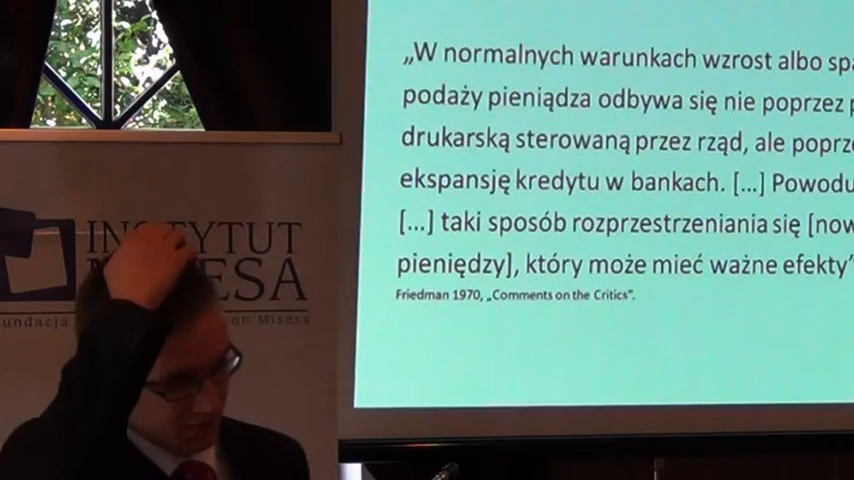 „W normalnych warunkach wzrost albo spa
podaży pieniądza odbywa się nie poprzez p
drukarską sterowaną przez rząd, ale poprze
ekspansję kredytu w bankach. [...] Powodu
[...] taki sposób rozprzestrzeniania się [now
pieniędzy], który może mieć ważne efekty”
Friedman 1970, „Comments on the Critics”.
INSTYTUT
ESA
undacja on Misesa